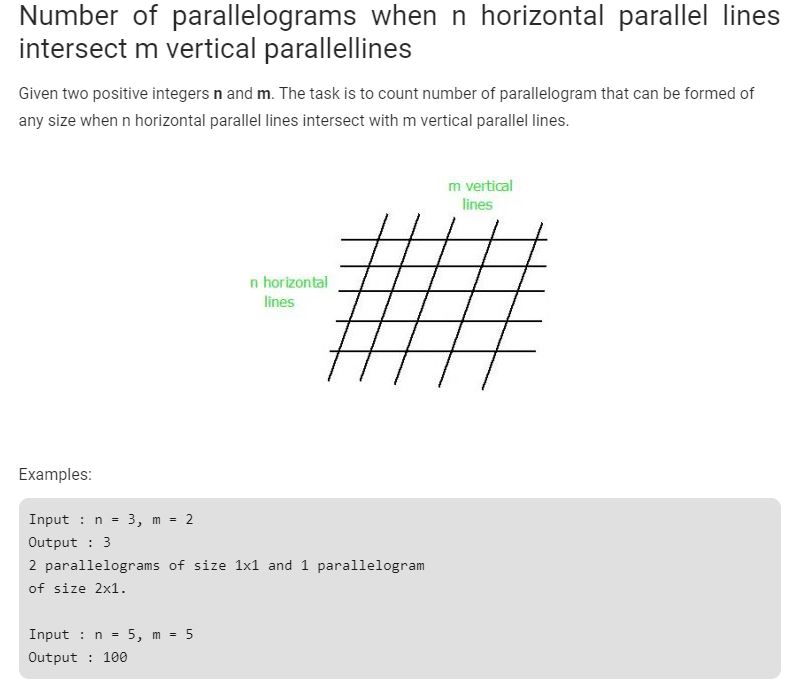 Number of parallelograms when n horizontal parallel lines
intersect m vertical parallellines
Given two positive integers n and m. The task is to count number of parallelogram that can be formed of
any size when n horizontal parallel lines intersect with m vertical parallel lines.
m vertical
lines
n horizontal
lines
Examples:
Input : n = 3, m = 2
Output : 3
2 parallelograms of size 1x1 and 1 parallelogram
of size 2x1.
Input : n = 5, m = 5
Output : 100